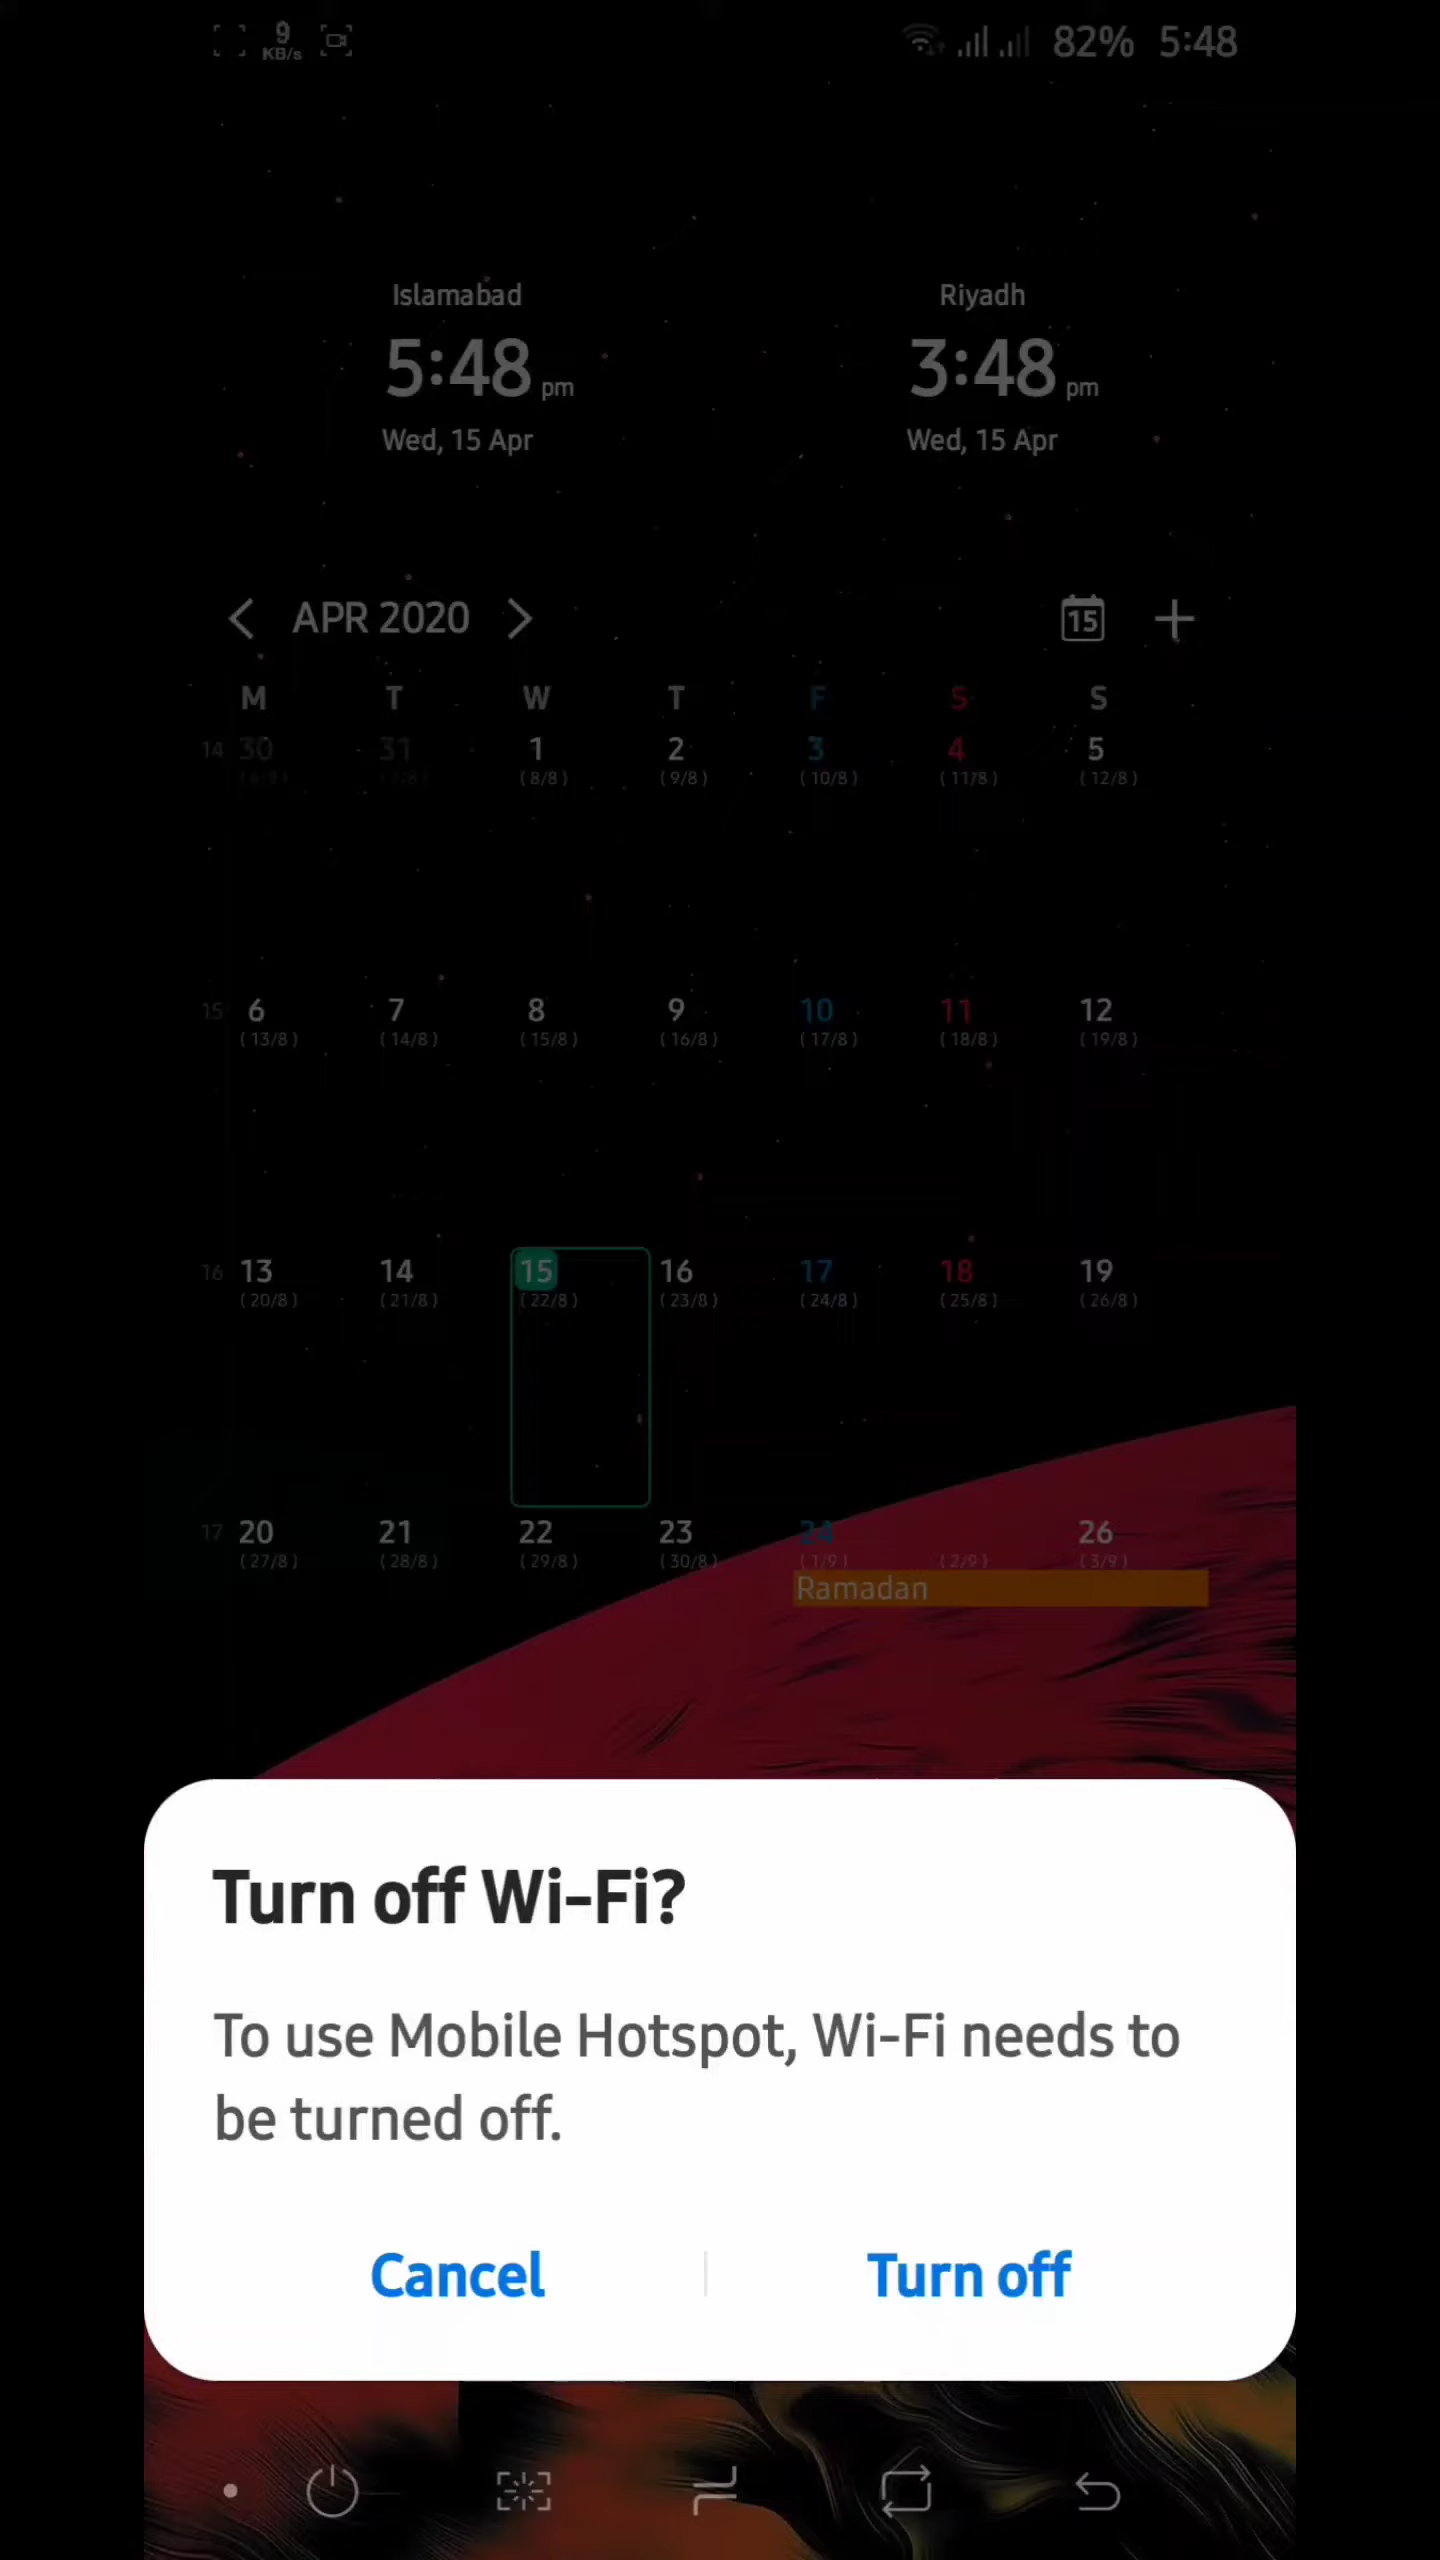 9
KB/s
82% 5:48
Islamabad Riyadh
5:48 pm 3:48 pm
Wed, 15 Apr Wed, 15 Apr
APR 2020 15
M T W T F S S
14 30 31 1 2 3 4 5
(8/8) (9/8) (10/8) (11/8) (12/8)
15 6 7 8 9 10 11 12
(13/8) (14/8) (15/8) (16/8) (17/8) (18/8) (19/8)
16 13 14 15 16 17 18 19
(20/8) (21/8) (22/8) (23/8) (24/8) (25/8) (26/8)
17 20 21 22 23 24 26
(27/8) (28/8) (29/8) (30/8) (1/9) (2/9) (3/9)
Ramadan
Turn off Wi-Fi?
To use Mobile Hotspot, Wi-Fi needs to
be turned off.
Cancel Turn off